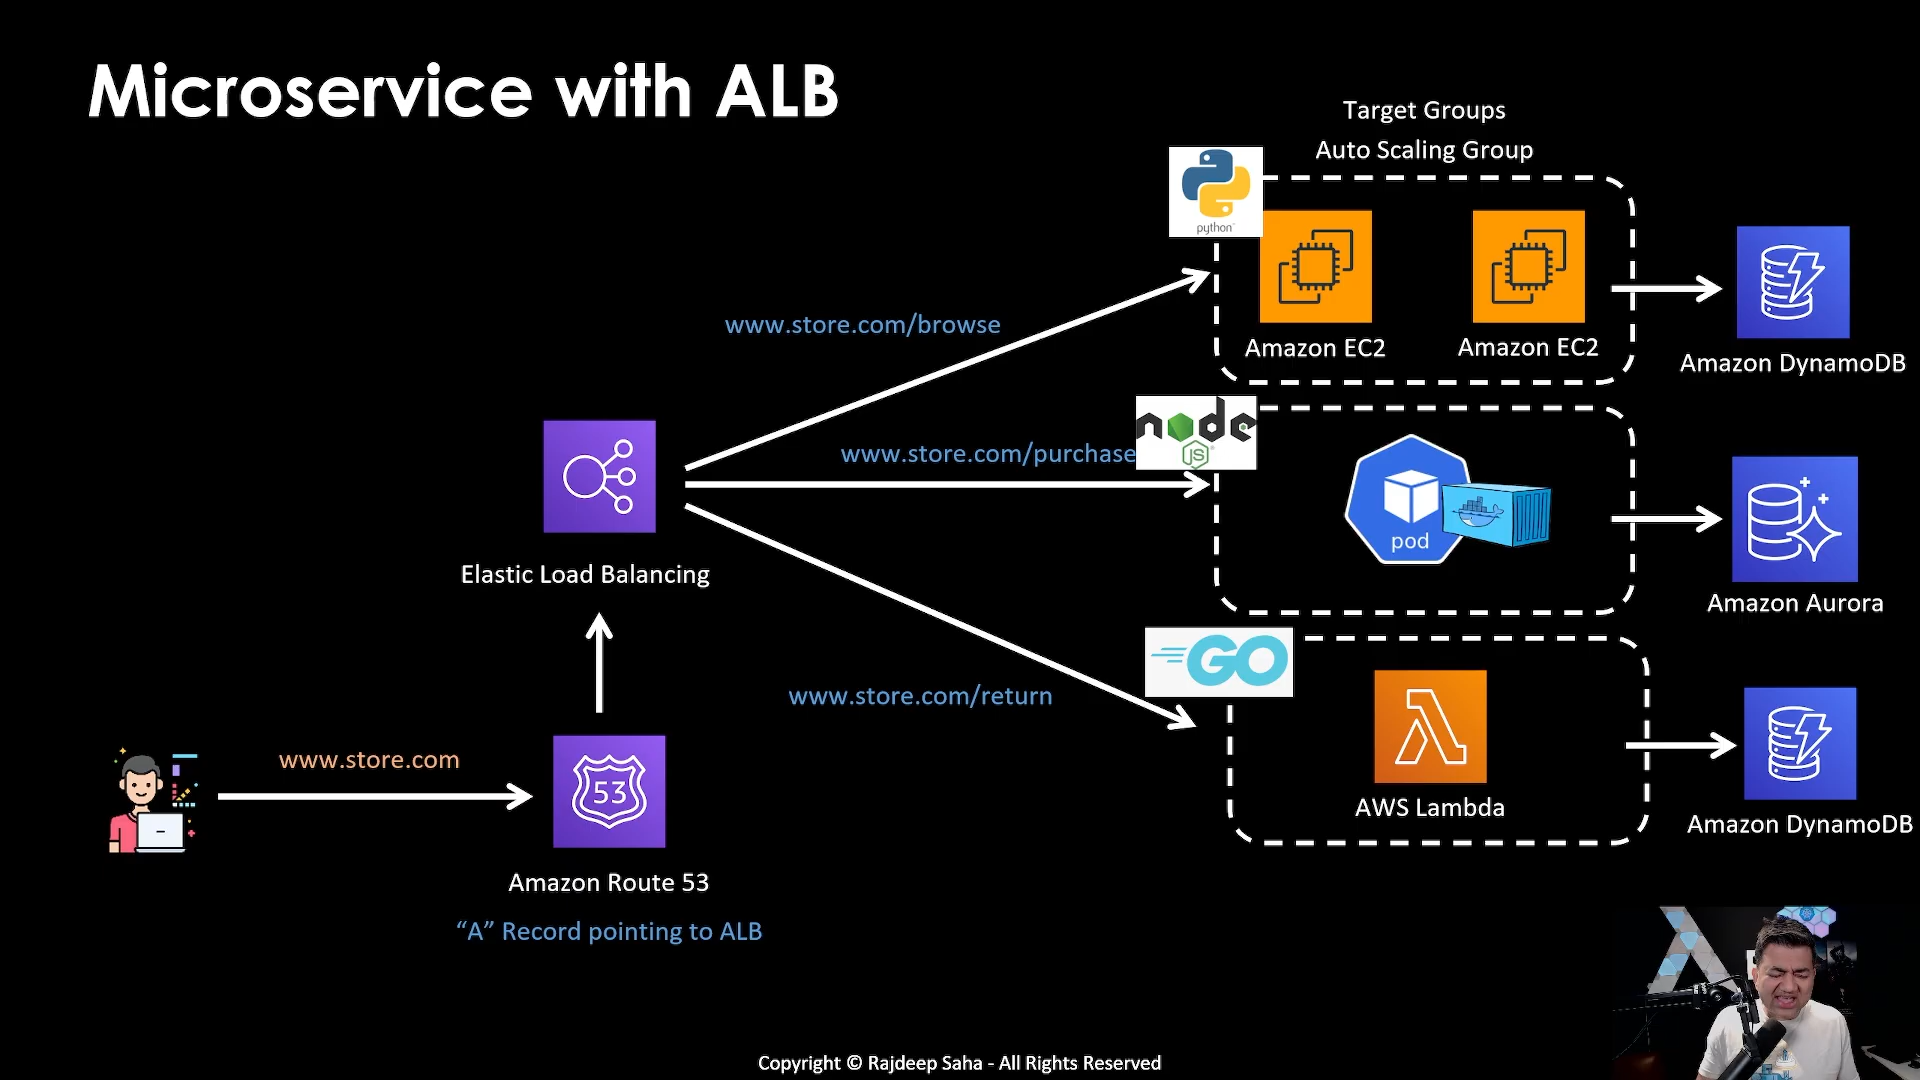 Microservice with ALB
Target Groups
Auto Scaling Group
python
Amazon EC2
Amazon EC2
Amazon DynamoDB
www.store.com/browse
node
JS
www.store.com/purchase
pod
Amazon Aurora
Elastic Load Balancing
GO
www.store.com/return
AWS Lambda
Amazon DynamoDB
www.store.com
53
Amazon Route 53
“A” Record pointing to ALB
Copyright © Rajdeep Saha - All Rights Reserved